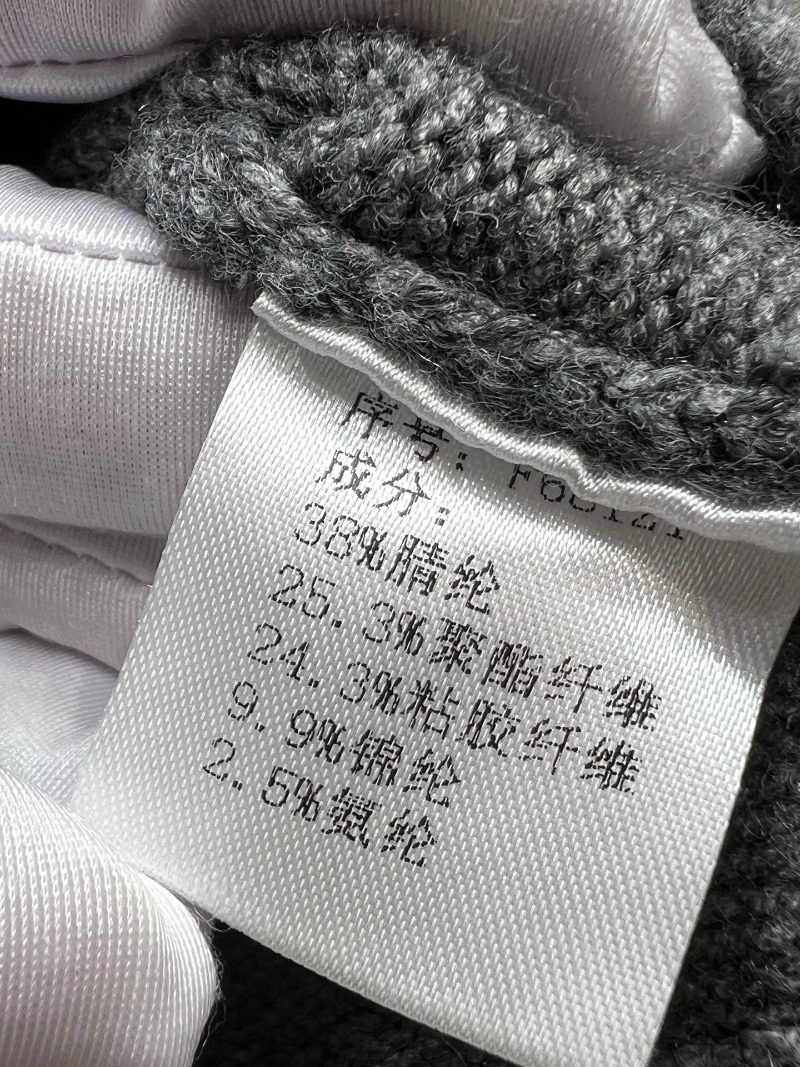 序号:
成分:
38%腈纶
25.3%聚酯纤维
24.3%粘胶纤维
9.9%锦纶
2.5%氨纶